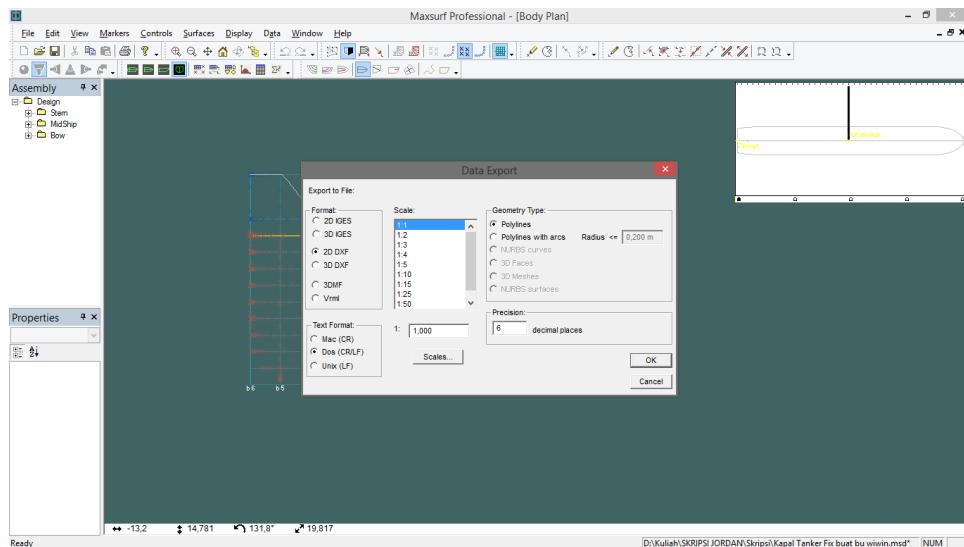 Maxsurf Professional - [Body Plan]
File Edit View Markers Controls Surfaces Display Data Window Help
Assembly
Design
Stern
MidShip
Bow
Properties
b 6 b 5
Data Export
Export to File:
Format:
2D IGES
3D IGES
2D DXF
3D DXF
3DMF
Vrml
Text Format:
Mac (CR)
Dos (CR/LF)
Unix (LF)
Scale:
1:1
1:2
1:3
1:4
1:5
1:10
1:15
1:25
1:50
1: 1,000
Scales...
Geometry Type:
Polylines
Polylines with arcs Radius <= 0,200 m
NURBS curves
3D Faces
3D Meshes
NURBS surfaces
Precision:
6 decimal places
OK
Cancel
-13,2 14,781 131,8° 19,817
Ready D:\Kuliah\SKRIPSI JORDAN\Skripsi\Kapal Tanker Fix buat bu wiwin.msd* NUM